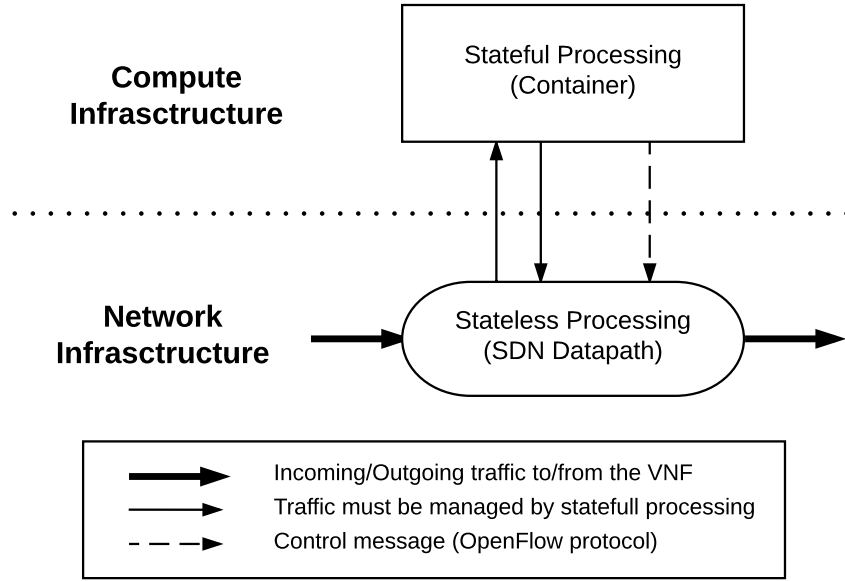 Compute
Infrasctructure
Stateful Processing
(Container)
Network
Infrasctructure
Stateless Processing
(SDN Datapath)
Incoming/Outgoing traffic to/from the VNF
Traffic must be managed by statefull processing
Control message (OpenFlow protocol)